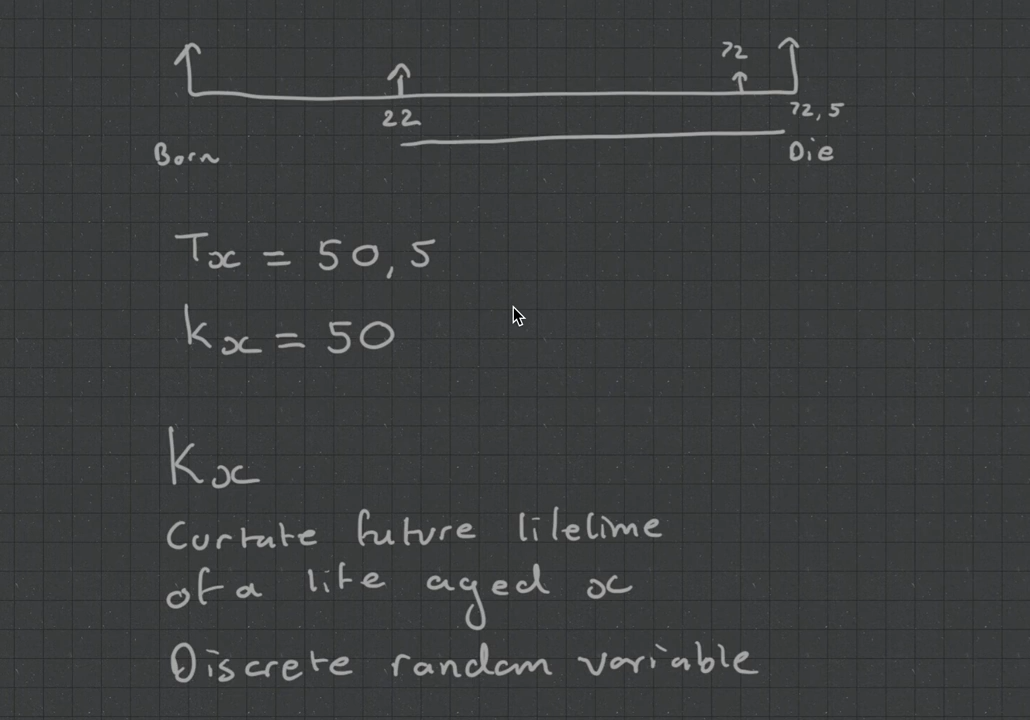 72
22
72,5
Born
Die
Tx = 50,5
kx = 50
Kx
Curtate future lifetime
of a life aged x
Discrete random variable